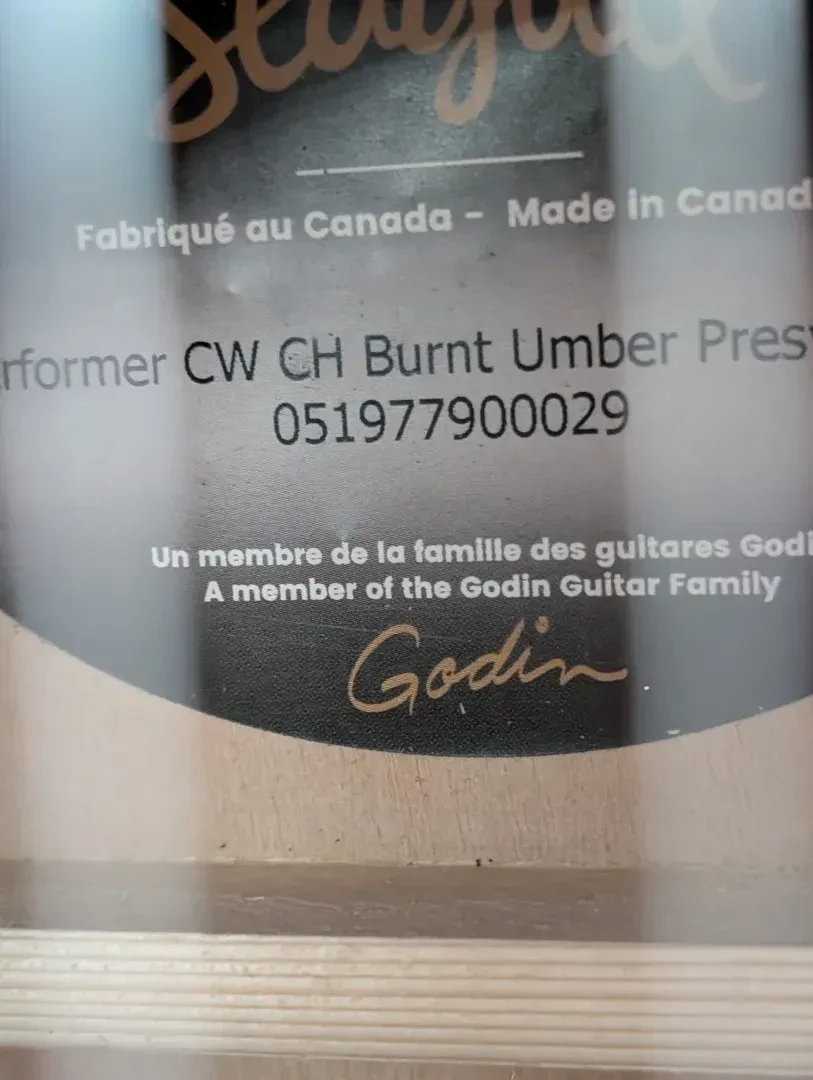 Seagull
Fabriqué au Canada - Made in Canad
rformer CW CH Burnt Umber Pres
051977900029
Un membre de la famille des guitares Godi
A member of the Godin Guitar Family
Godin